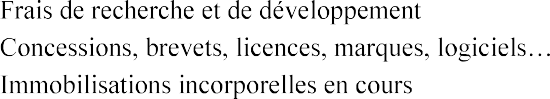 Frais de recherche et de développement
Concessions, brevets, licences, marques, logiciels…
Immobilisations incorporelles en cours